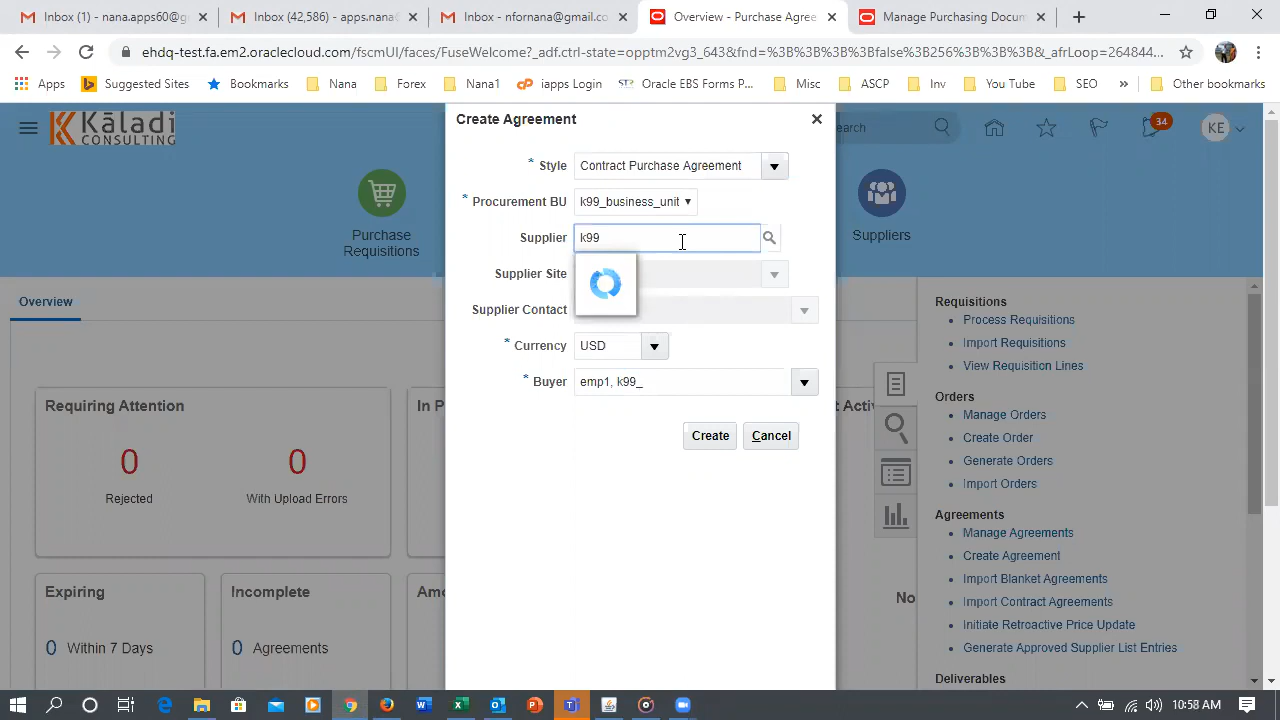 Inbox (1) - nana.apps60@g
Inbox (42,586) - apps.nana
Inbox - nfornana@gmail.co
Overview - Purchase Agree
Manage Purchasing Docum
ehdq-test.fa.em2.oraclecloud.com/fscmUI/faces/FuseWelcome?_adf.ctrl-state=opptm2vg3_643&fnd=%3B%3B%3B%3Bfalse%3B256%3B%3B%3B&_afrLoop=264844...
Apps
Suggested Sites
Bookmarks
Nana
Forex
Nana1
iapps Login
Oracle EBS Forms P...
Misc
ASCP
Inv
You Tube
SEO
»
Other bookmarks
Kaladi
CONSULTING
earch
34
KE
Purchase
Requisitions
Suppliers
Create Agreement
* Style
Contract Purchase Agreement
* Procurement BU
k99_business_unit
Supplier
k99
Supplier Site
Supplier Contact
* Currency
USD
* Buyer
emp1, k99_
Create
Cancel
Overview
Requiring Attention
0
0
Rejected
With Upload Errors
In P
t Activ
Expiring
0 Within 7 Days
Incomplete
0 Agreements
Amo
No
Requisitions
Process Requisitions
Import Requisitions
View Requisition Lines
Orders
Manage Orders
Create Order
Generate Orders
Import Orders
Agreements
Manage Agreements
Create Agreement
Import Blanket Agreements
Import Contract Agreements
Initiate Retroactive Price Update
Generate Approved Supplier List Entries
Deliverables
10:58 AM